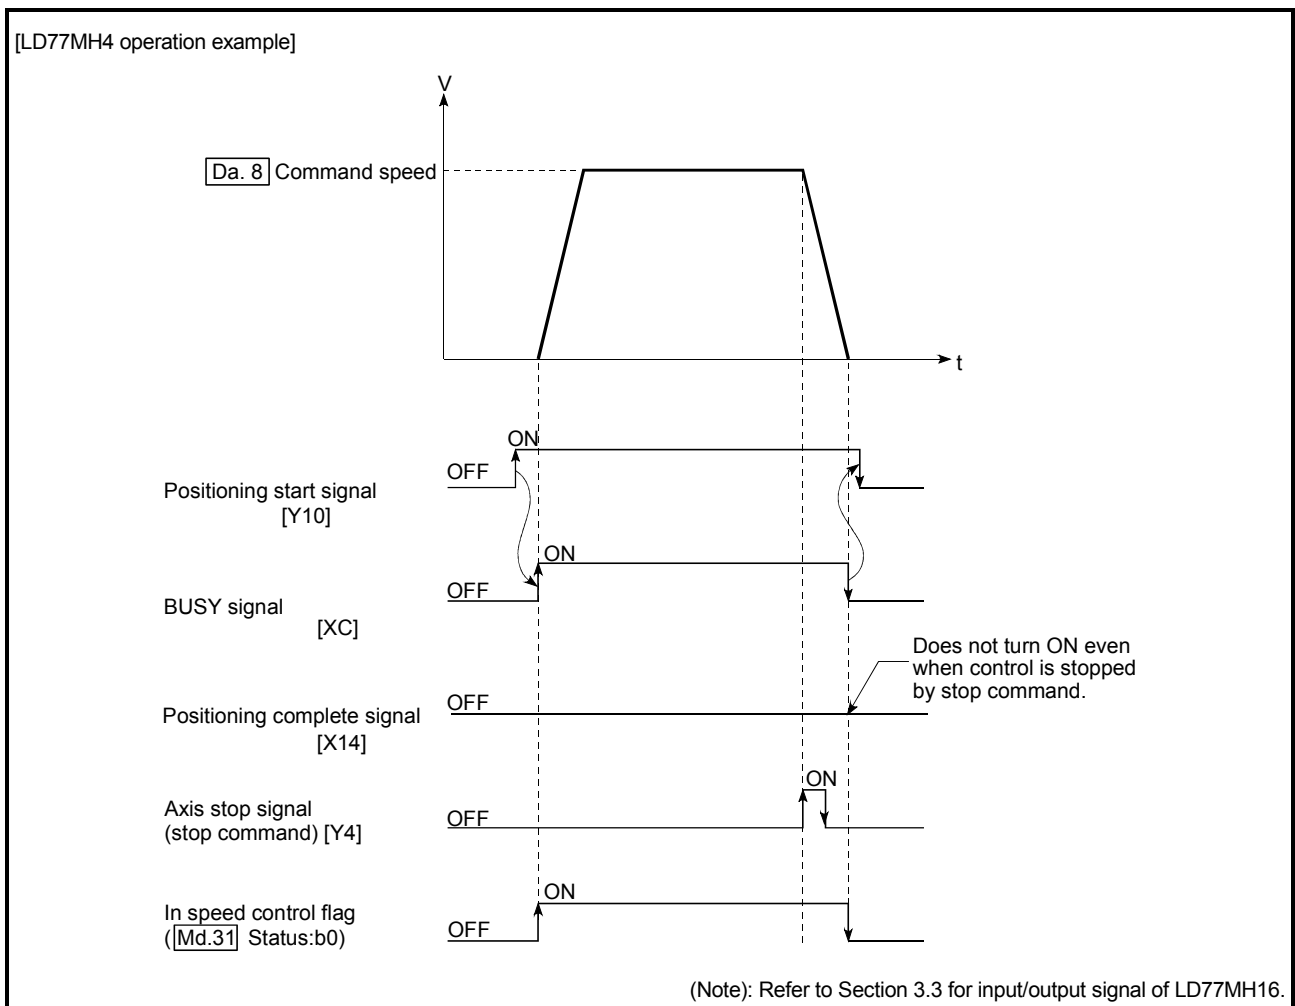 [LD77MH4 operation example]
V
Da. 8 Command speed
t
ON
OFF
Positioning start signal
[Y10]
ON
OFF
BUSY signal
[XC]
Does not turn ON even
when control is stopped
by stop command.
OFF
Positioning complete signal
[X14]
ON
Axis stop signal
OFF
(stop command) [Y4]
ON
In speed control flag
OFF
(Md.31 Status:b0)
(Note): Refer to Section 3.3 for input/output signal of LD77MH16.